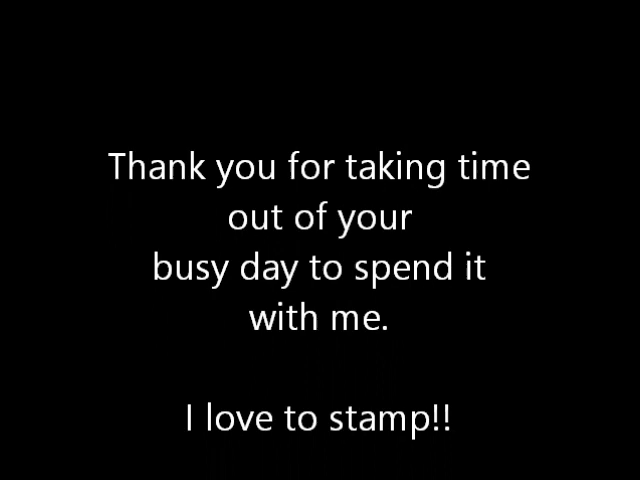 Thank you for taking time
out of your
busy day to spend it
with me.
I love to stamp!!